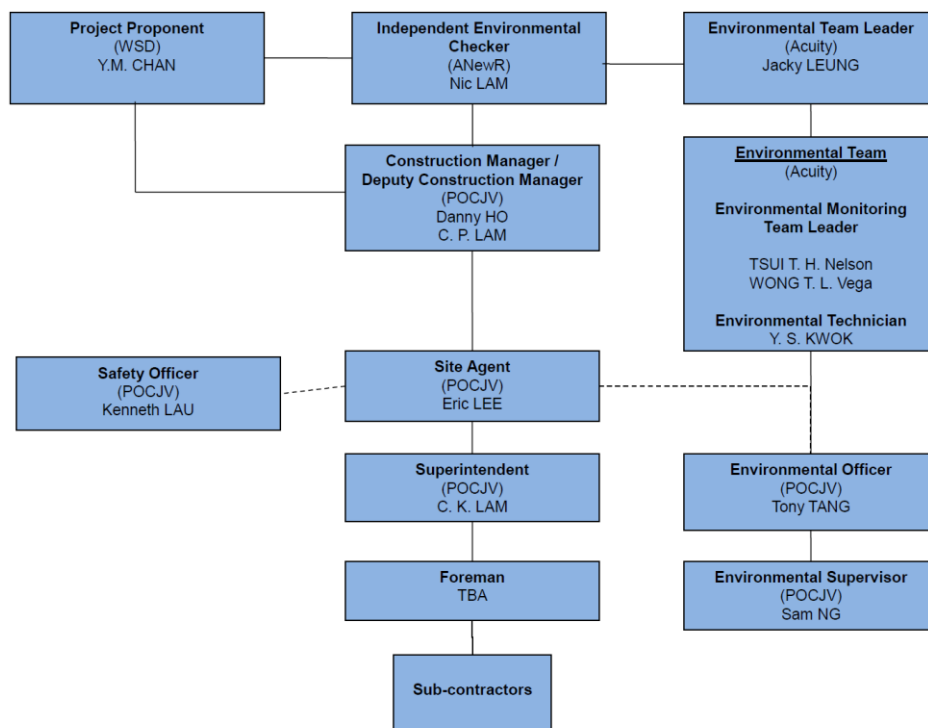 Project Proponent
(WSD)
Y.M. CHAN
Independent Environmental
Checker
(ANewR)
Nic LAM
Environmental Team Leader
(Acuity)
Jacky LEUNG
Construction Manager /
Deputy Construction Manager
(POCJV)
Danny HO
C. P. LAM
Environmental Team
(Acuity)
Environmental Monitoring
Team Leader
TSUI T. H. Nelson
WONG T. L. Vega
Environmental Technician
Y. S. KWOK
Safety Officer
(POCJV)
Kenneth LAU
Site Agent
(POCJV)
Eric LEE
Superintendent
(POCJV)
C. K. LAM
Environmental Officer
(POCJV)
Tony TANG
Foreman
TBA
Environmental Supervisor
(POCJV)
Sam NG
Sub-contractors